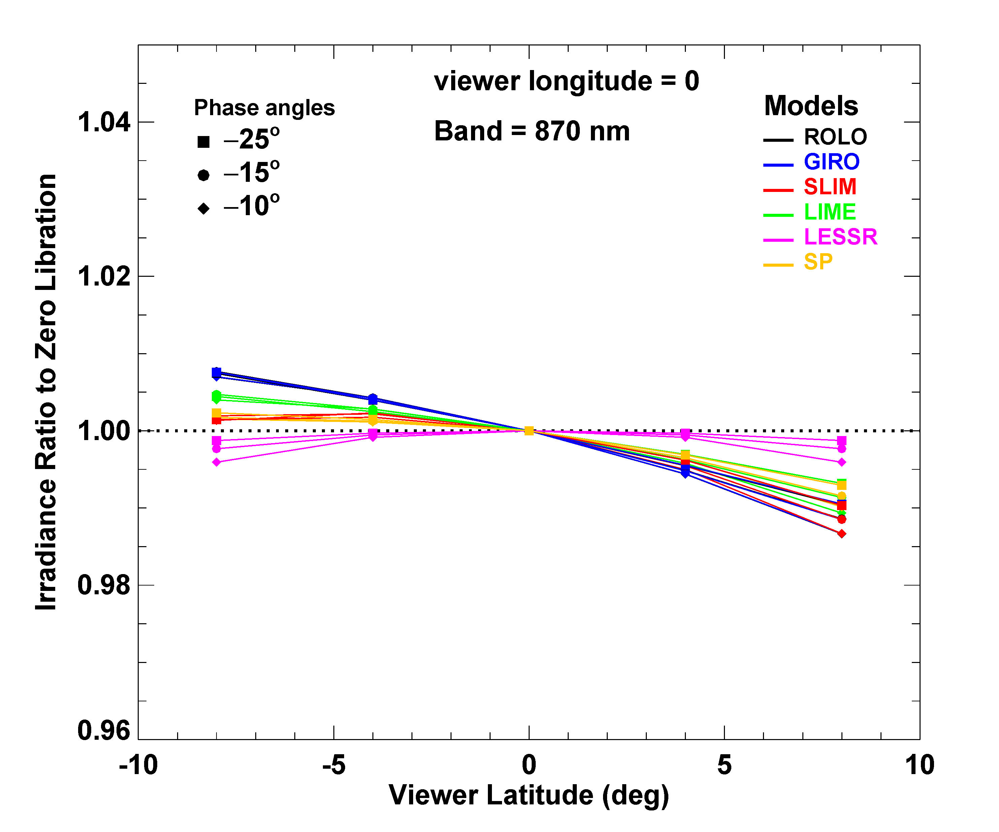 viewer longitude = 0
Band = 870 nm
Phase angles
−25°
−15°
−10°
Models
ROLO
GIRO
SLIM
LIME
LESSR
SP
Irradiance Ratio to Zero Libration
1.04
1.02
1.00
0.98
0.96
-10 -5 0 5 10
Viewer Latitude (deg)